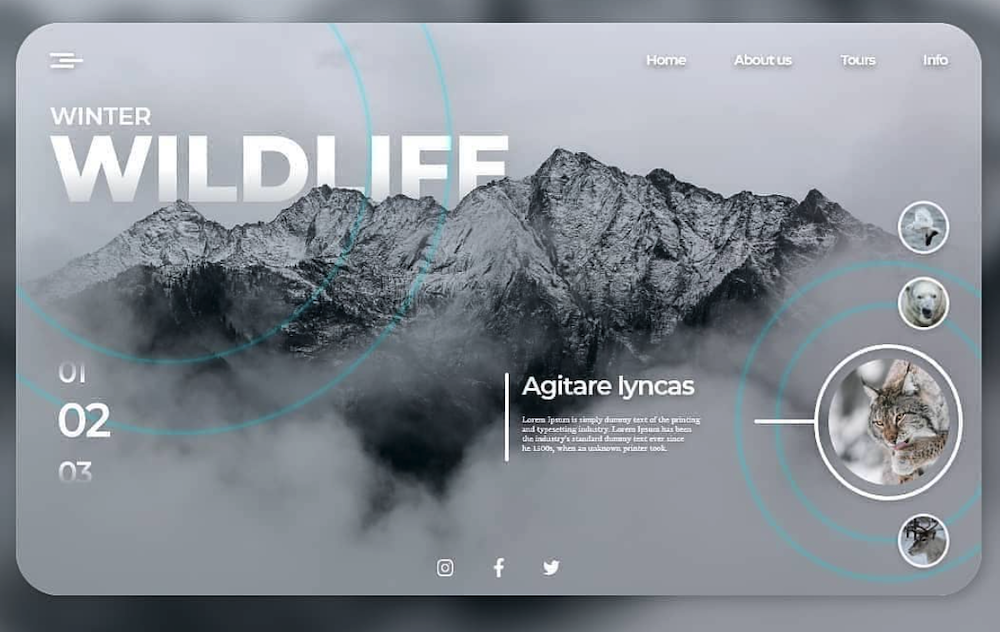 Home About us Tours Info
WINTER
WILDLIFE
01
02
03
Agitare lyncas
Lorem Ipsum is simply dummy text of the printing
and typesetting industry. Lorem Ipsum has been
the industry's standard dummy text ever since
he 1500s, when an unknown printer took.